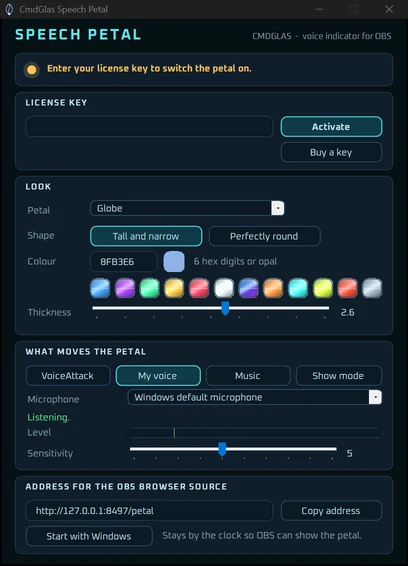 CmdGlas Speech Petal
SPEECH PETAL
CMDGLAS - voice indicator for OBS
Enter your license key to switch the petal on.
LICENSE KEY
Activate
Buy a key
LOOK
Petal
Globe
Shape
Tall and narrow
Perfectly round
Colour
8FB3E6
6 hex digits or opal
Thickness
2.6
WHAT MOVES THE PETAL
VoiceAttack
My voice
Music
Show mode
Microphone
Windows default microphone
Listening.
Level
Sensitivity
5
ADDRESS FOR THE OBS BROWSER SOURCE
http://127.0.0.1:8497/petal
Copy address
Start with Windows
Stays by the clock so OBS can show the petal.